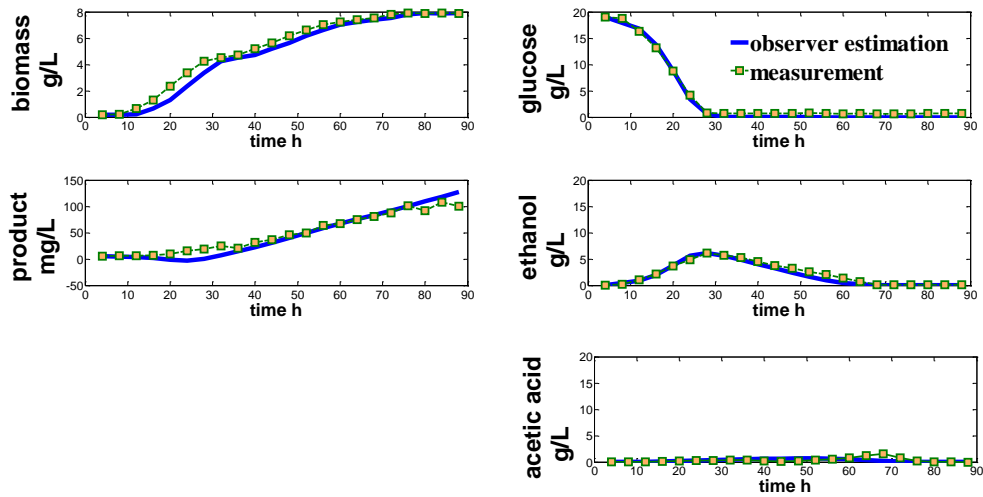 biomass
g/L
8
6
4
2
0
0 10 20 30 40 50 60 70 80 90
time h
glucose
g/L
20
15
10
5
0
0 10 20 30 40 50 60 70 80 90
time h
observer estimation
measurement
product
mg/L
150
100
50
0
-50
0 10 20 30 40 50 60 70 80 90
time h
ethanol
g/L
20
15
10
5
0
0 10 20 30 40 50 60 70 80 90
time h
acetic acid
g/L
20
15
10
5
0
0 10 20 30 40 50 60 70 80 90
time h